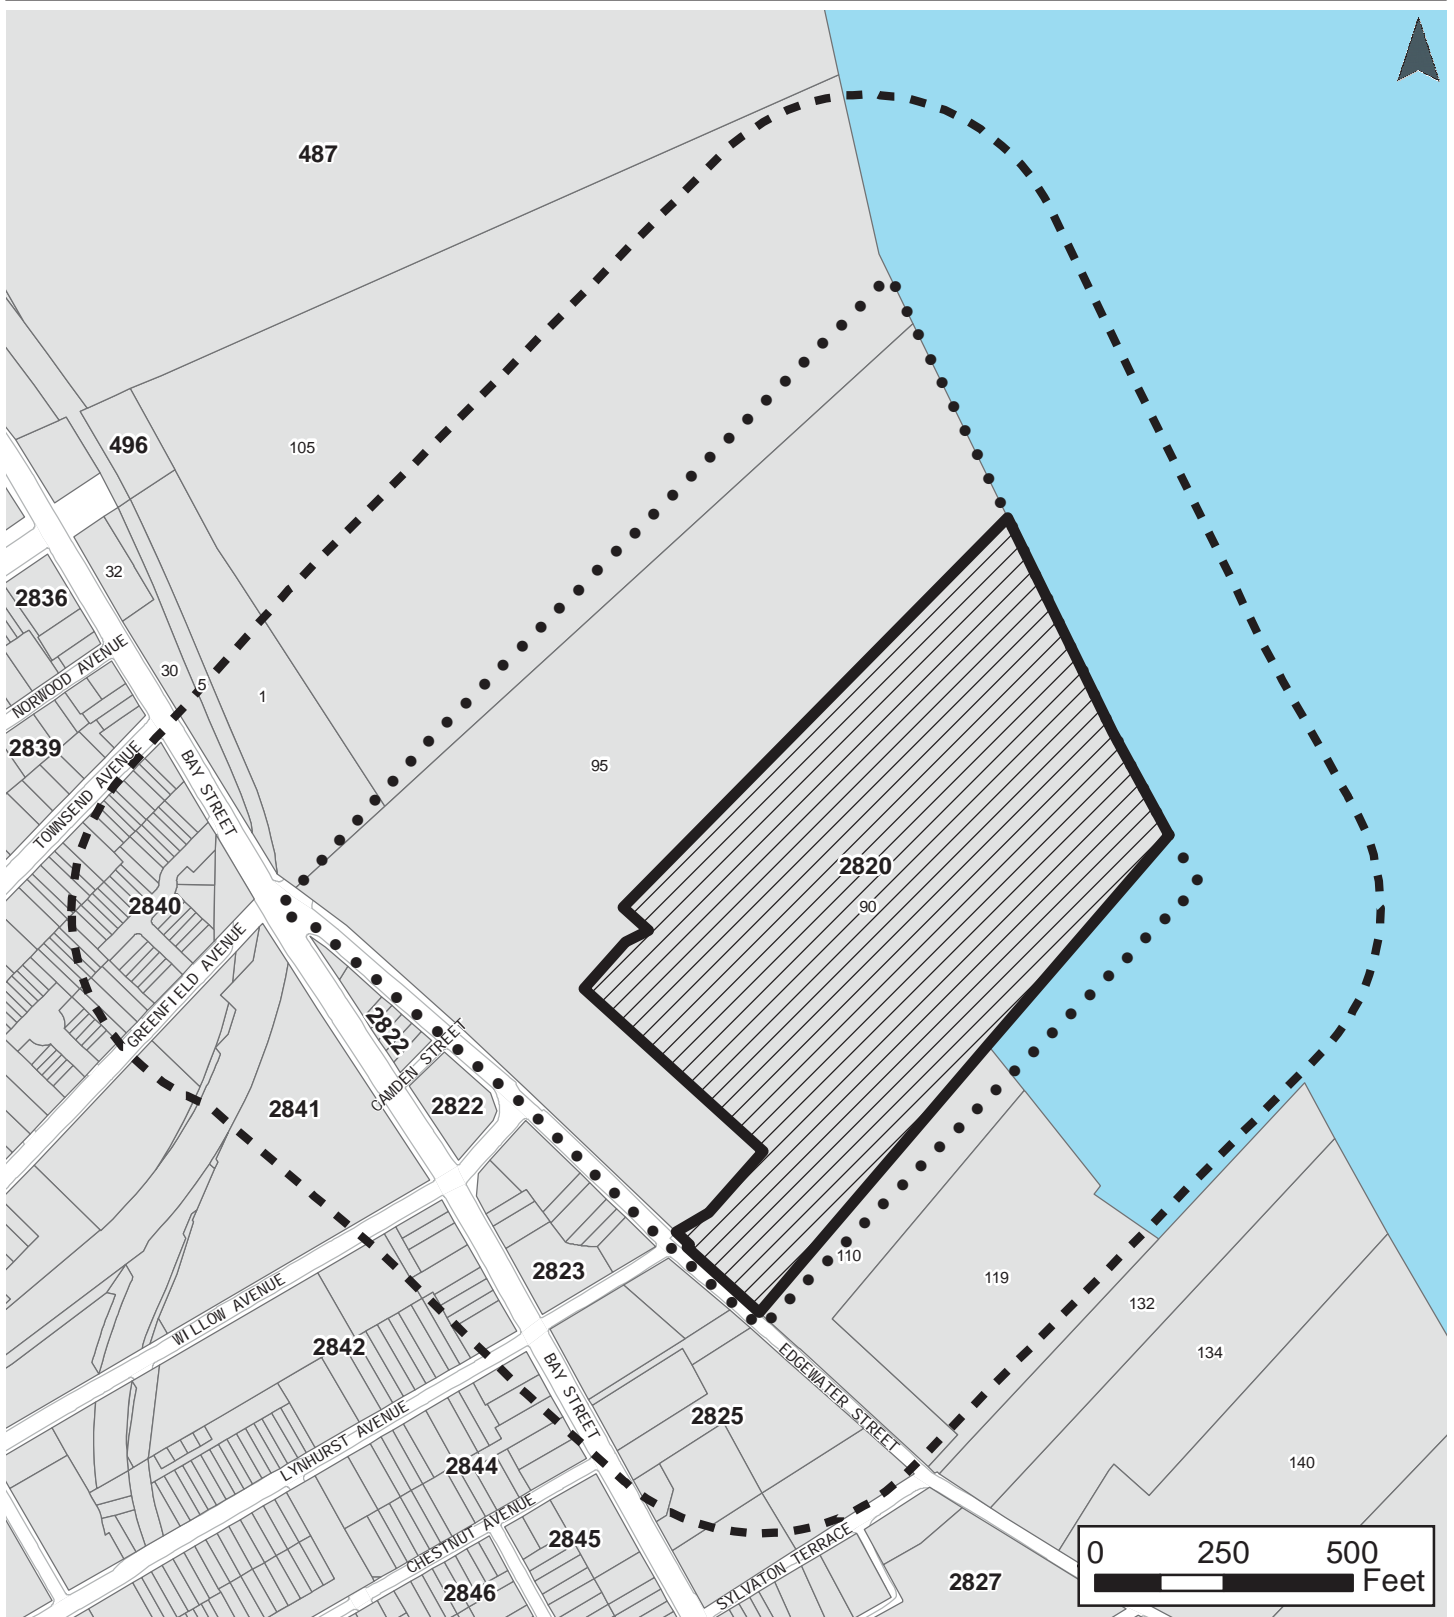 487
496
105
32
2836
NORWOOD AVENUE
30
5
1
2839
TOWNSEND AVENUE
BAY STREET
95
2820
90
2840
GREENFIELD AVENUE
2822
CAMDEN STREET
2822
2841
110
119
132
134
2823
WILLOW AVENUE
2842
EDGEWATER STREET
BAY STREET
2825
LYNHURST AVENUE
2844
140
CHESTNUT AVENUE
2845
2846
SYLVATON TERRACE
2827
0 250 500
Feet